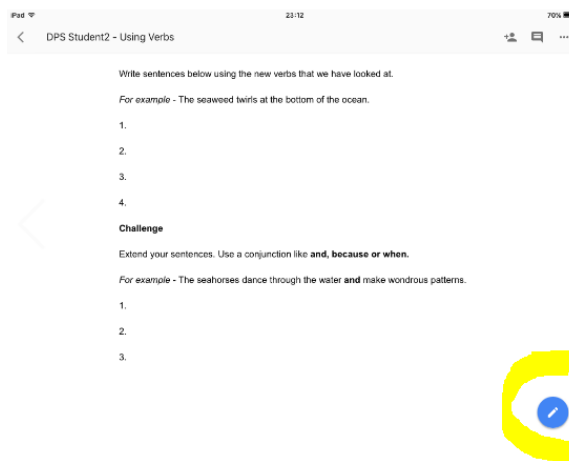 iPad 23:12 70%
DPS Student2 - Using Verbs
Write sentences below using the new verbs that we have looked at.
For example - The seaweed twirls at the bottom of the ocean.
1.
2.
3.
4.
Challenge
Extend your sentences. Use a conjunction like and, because or when.
For example - The seahorses dance through the water and make wondrous patterns.
1.
2.
3.